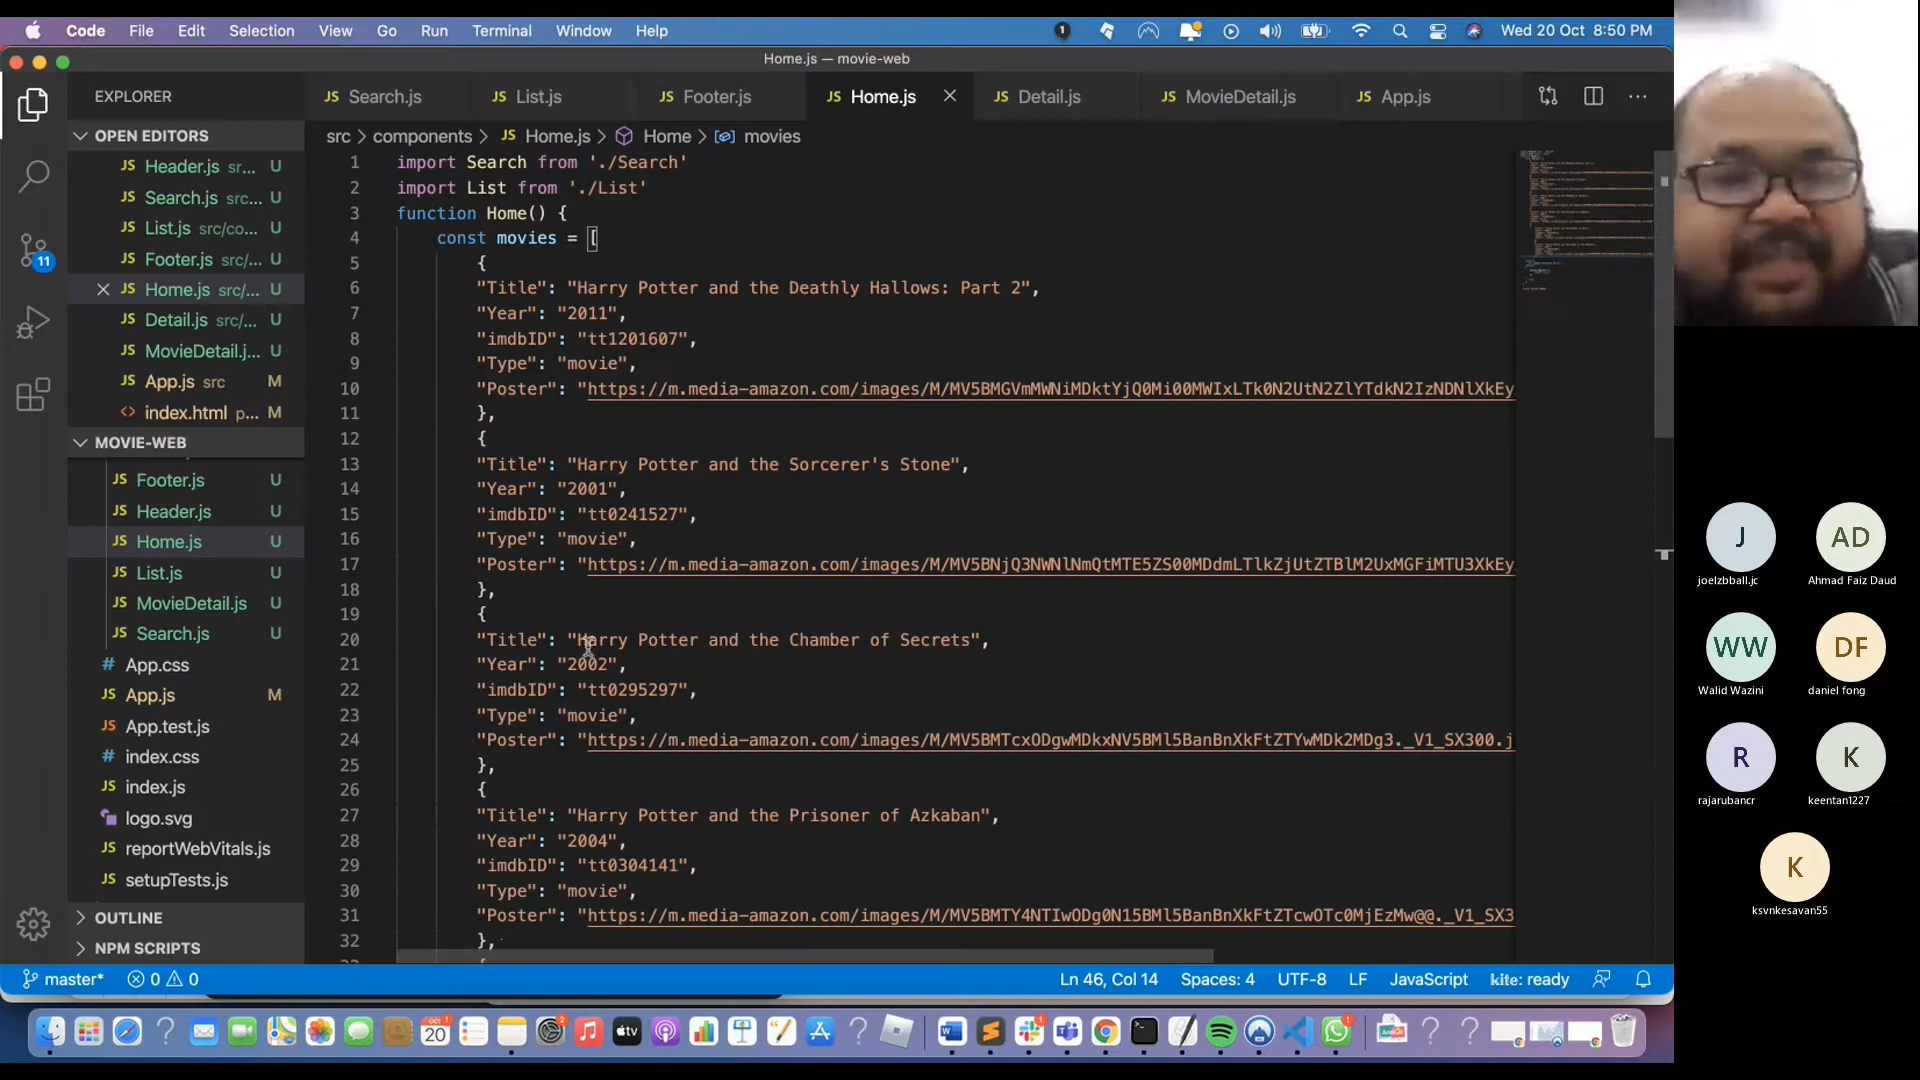 Code File Edit Selection View Go Run Terminal Window Help
1
Wed 20 Oct 8:50 PM
Home.js — movie-web
EXPLORER
JS Search.js
JS List.js
JS Footer.js
JS Home.js
JS Detail.js
JS MovieDetail.js
JS App.js
OPEN EDITORS
JS Header.js sr... U
JS Search.js src... U
JS List.js src/co... U
JS Footer.js src/... U
JS Home.js src/... U
JS Detail.js src/... U
JS MovieDetail.j... U
JS App.js src M
<> index.html p... M
11
MOVIE-WEB
JS Footer.js U
JS Header.js U
JS Home.js U
JS List.js U
JS MovieDetail.js U
JS Search.js U
# App.css
JS App.js M
JS App.test.js
# index.css
JS index.js
logo.svg
JS reportWebVitals.js
JS setupTests.js
OUTLINE
NPM SCRIPTS
src > components > JS Home.js > Home > movies
1 import Search from './Search'
2 import List from './List'
3 function Home() {
4 const movies = [
5 {
6 "Title": "Harry Potter and the Deathly Hallows: Part 2",
7 "Year": "2011",
8 "imdbID": "tt1201607",
9 "Type": "movie",
10 "Poster": "https://m.media-amazon.com/images/M/MV5BMGVmMWNiMDktYjQ0Mi00MWIxLTk0N2UtN2ZlYTdkN2IzNDNlXkEy
11 },
12 {
13 "Title": "Harry Potter and the Sorcerer's Stone",
14 "Year": "2001",
15 "imdbID": "tt0241527",
16 "Type": "movie",
17 "Poster": "https://m.media-amazon.com/images/M/MV5BNjQ3NWNlNmQtMTE5ZS00MDdmLTlkZjUtZTBlM2UxMGFiMTU3XkEy
18 },
19 {
20 "Title": "Harry Potter and the Chamber of Secrets",
21 "Year": "2002",
22 "imdbID": "tt0295297",
23 "Type": "movie",
24 "Poster": "https://m.media-amazon.com/images/M/MV5BMTcxODgwMDkxNV5BMl5BanBnXkFtZTYwMDk2MDg3._V1_SX300.j
25 },
26 {
27 "Title": "Harry Potter and the Prisoner of Azkaban",
28 "Year": "2004",
29 "imdbID": "tt0304141",
30 "Type": "movie",
31 "Poster": "https://m.media-amazon.com/images/M/MV5BMTY4NTIwODg0N15BMl5BanBnXkFtZTcwOTc0MjEzMw@@._V1_SX3
32 },
master* 0 0
Ln 46, Col 14 Spaces: 4 UTF-8 LF JavaScript kite: ready
J
joelzbball.jc
AD
Ahmad Faiz Daud
WW
Walid Wazini
DF
daniel fong
R
rajarubancr
K
keentan1227
K
ksvnkesavan55
20
tv